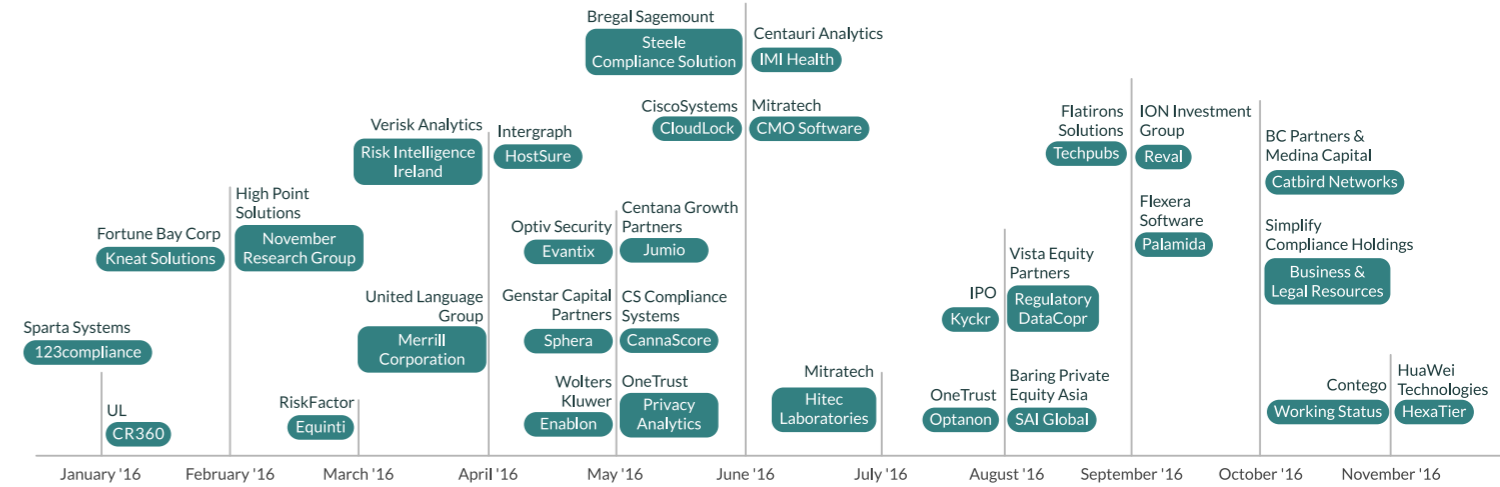 Sparta Systems
123compliance
UL
CR360
Fortune Bay Corp
Kneat Solutions
High Point
Solutions
November
Research Group
RiskFactor
Equinti
Verisk Analytics
Risk Intelligence
Ireland
United Language
Group
Merrill
Corporation
Intergraph
HostSure
Optiv Security
Evantix
Genstar Capital
Partners
Sphera
Wolters
Kluwer
Enablon
Centana Growth
Partners
Jumio
CS Compliance
Systems
CannaScore
OneTrust
Privacy
Analytics
Bregal Sagemount
Steele
Compliance Solution
CiscoSystems
CloudLock
Centauri Analytics
IMI Health
Mitratech
CMO Software
Mitratech
Hitec
Laboratories
IPO
Kyckr
OneTrust
Optanon
Vista Equity
Partners
Regulatory
DataCopr
Baring Private
Equity Asia
SAI Global
Flatirons
Solutions
Techpubs
ION Investment
Group
Reval
Flexera
Software
Palamida
BC Partners &
Medina Capital
Catbird Networks
Simplify
Compliance Holdings
Business &
Legal Resources
Contego
Working Status
HuaWei
Technologies
HexaTier
January '16
February '16
March '16
April '16
May '16
June '16
July '16
August '16
September '16
October '16
November '16